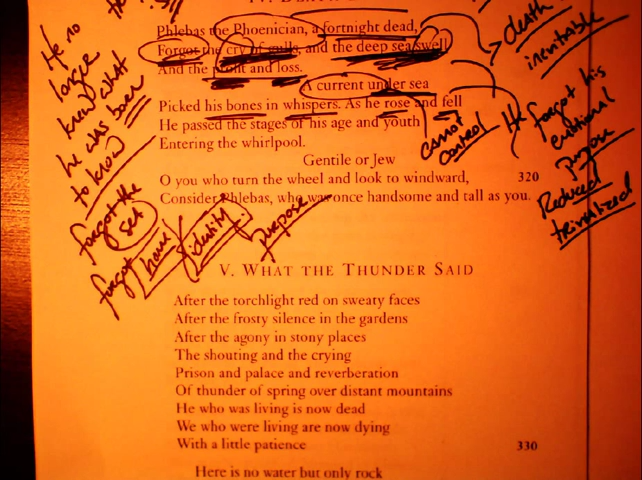 Phlebas the Phoenician, a fortnight dead,
Forgot the cry of gulls, and the deep sea swell
And the profit and loss.
A current under sea
Picked his bones in whispers. As he rose and fell
He passed the stages of his age and youth
Entering the whirlpool.
Gentile or Jew
O you who turn the wheel and look to windward, 320
Consider Phlebas, who was once handsome and tall as you.
V. WHAT THE THUNDER SAID
After the torchlight red on sweaty faces
After the frosty silence in the gardens
After the agony in stony places
The shouting and the crying
Prison and palace and reverberation
Of thunder of spring over distant mountains
He who was living is now dead
We who were living are now dying
With a little patience 330
Here is no water but only rock
He no
longer
knew what
he was born
to know
forgot the
sea
forgot
home
identity
purpose
death
inevitable
cannot
control
He
forgot his
Reduced
trivialized